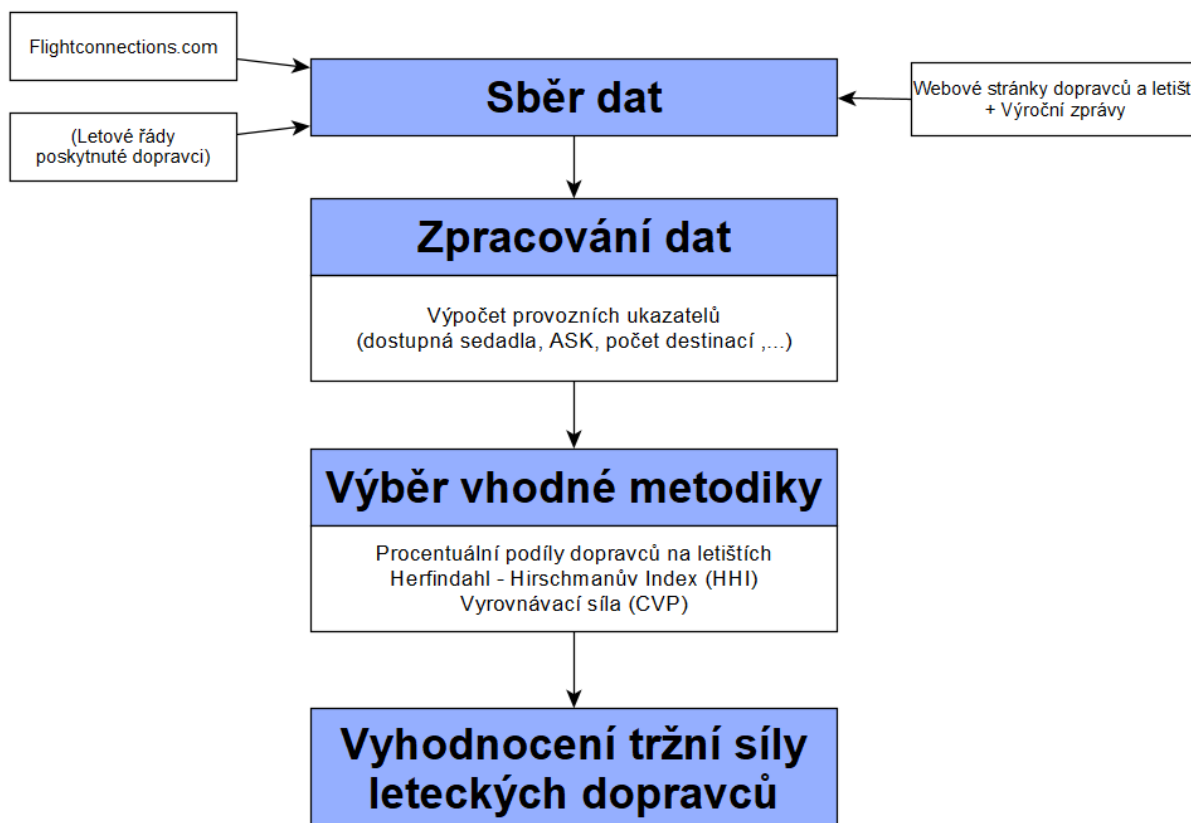 Flightconnections.com
(Letové řády
poskytnuté dopravci)
Sběr dat
Webové stránky dopravců a letišť
+ Výroční zprávy
Zpracování dat
Výpočet provozních ukazatelů
(dostupná sedadla, ASK, počet destinací ,...)
Výběr vhodné metodiky
Procentuální podíly dopravců na letištích
Herfindahl - Hirschmanův Index (HHI)
Vyrovnávací síla (CVP)
Vyhodnocení tržní síly
leteckých dopravců